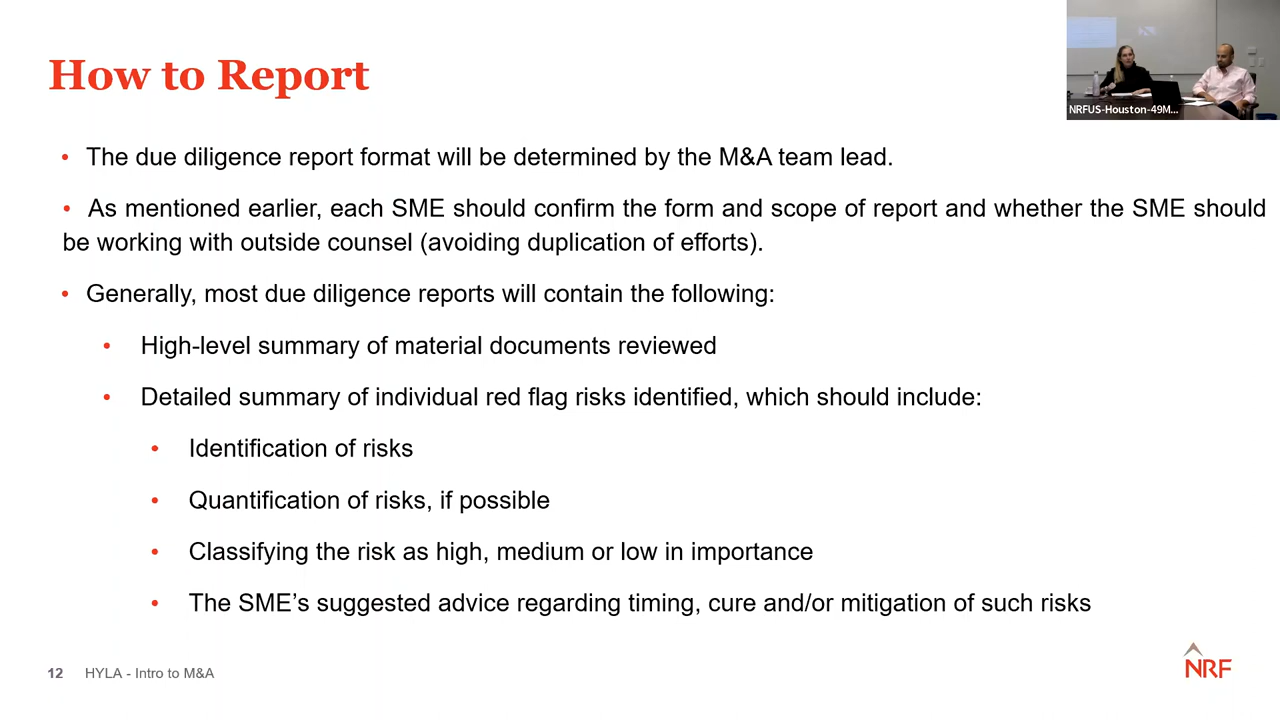 How to Report
NRFUS-Houston-49M...
• The due diligence report format will be determined by the M&A team lead.
• As mentioned earlier, each SME should confirm the form and scope of report and whether the SME should
be working with outside counsel (avoiding duplication of efforts).
• Generally, most due diligence reports will contain the following:
• High-level summary of material documents reviewed
• Detailed summary of individual red flag risks identified, which should include:
• Identification of risks
• Quantification of risks, if possible
• Classifying the risk as high, medium or low in importance
• The SME’s suggested advice regarding timing, cure and/or mitigation of such risks
12 HYLA - Intro to M&A
NRF